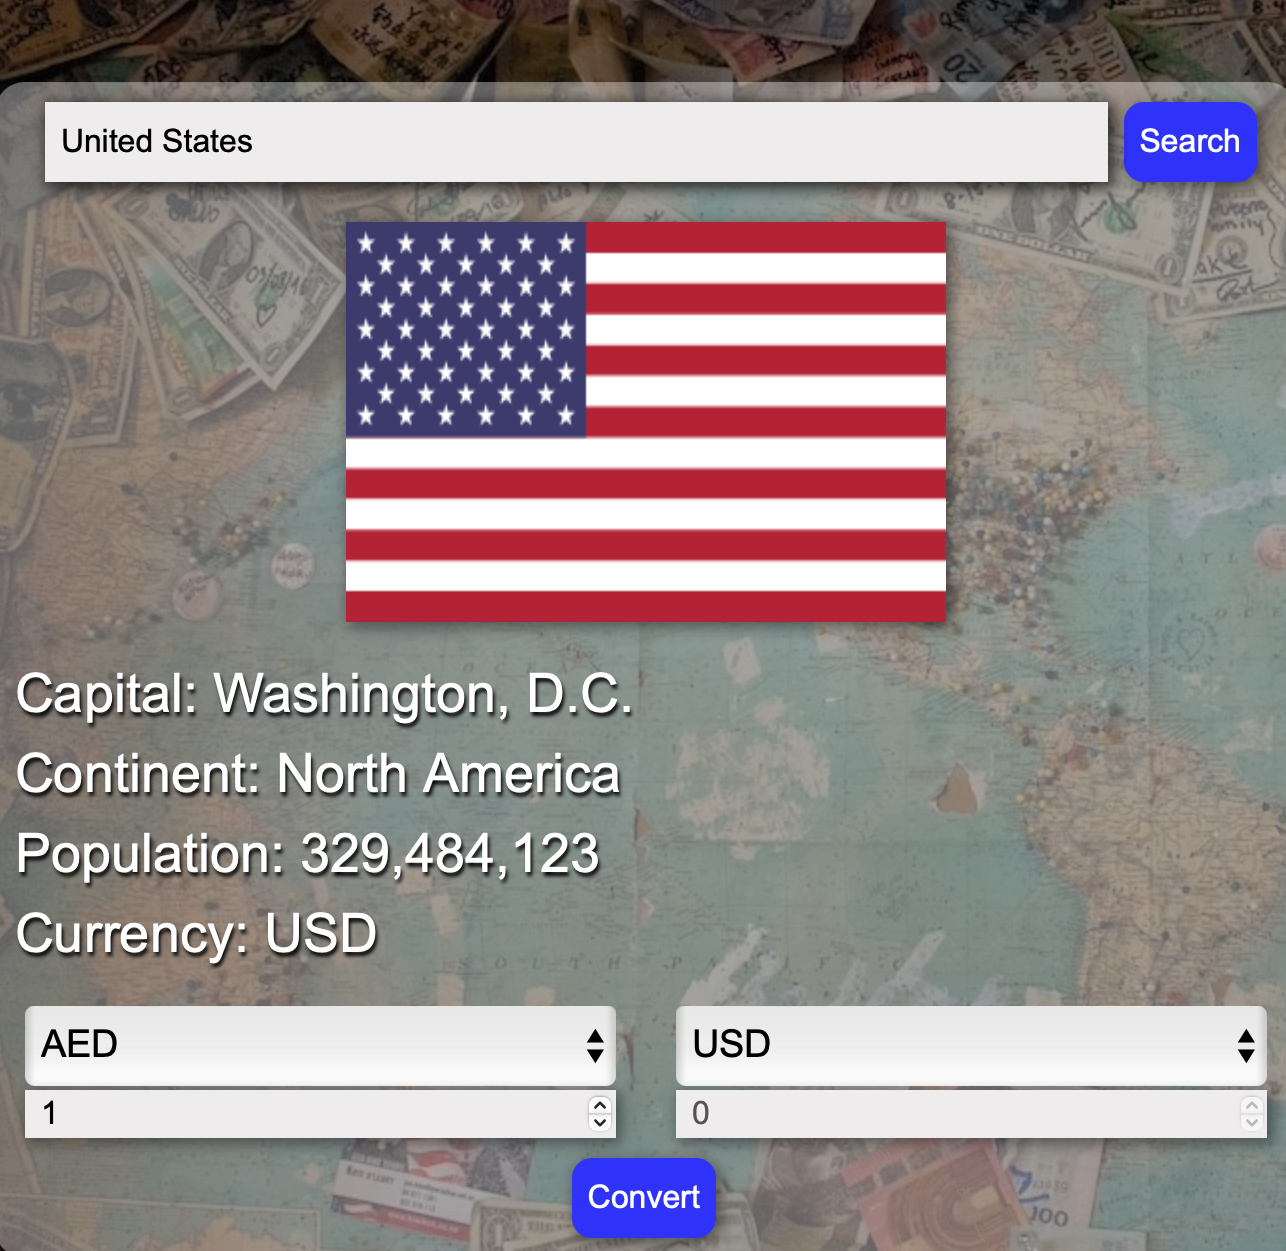 United States
Search
Capital: Washington, D.C.
Continent: North America
Population: 329,484,123
Currency: USD
AED
USD
1
0
Convert